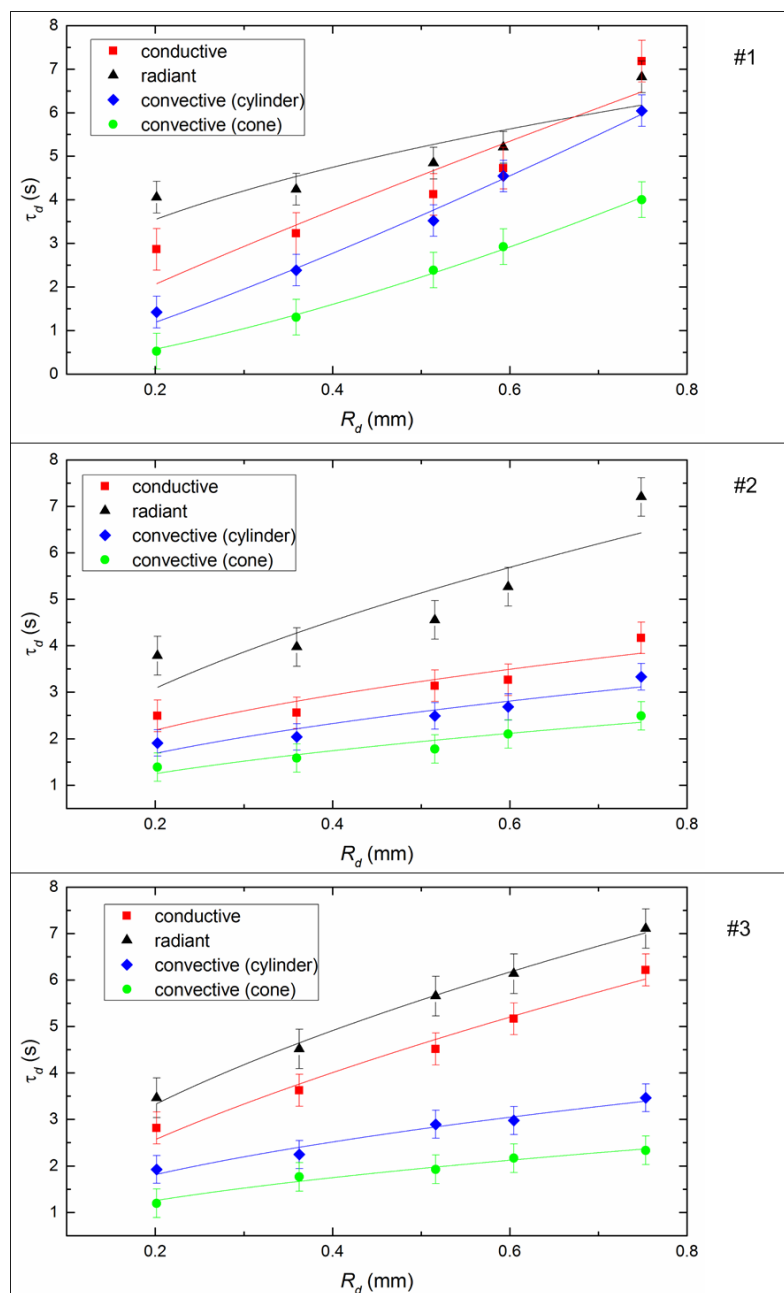 #1
conductive
radiant
convective (cylinder)
convective (cone)
τd (s)
8
7
6
5
4
3
2
1
0
0.2 0.4 0.6 0.8
Rd (mm)
#2
conductive
radiant
convective (cylinder)
convective (cone)
τd (s)
8
7
6
5
4
3
2
1
0.2 0.4 0.6 0.8
Rd (mm)
#3
conductive
radiant
convective (cylinder)
convective (cone)
τd (s)
8
7
6
5
4
3
2
1
0.2 0.4 0.6 0.8
Rd (mm)